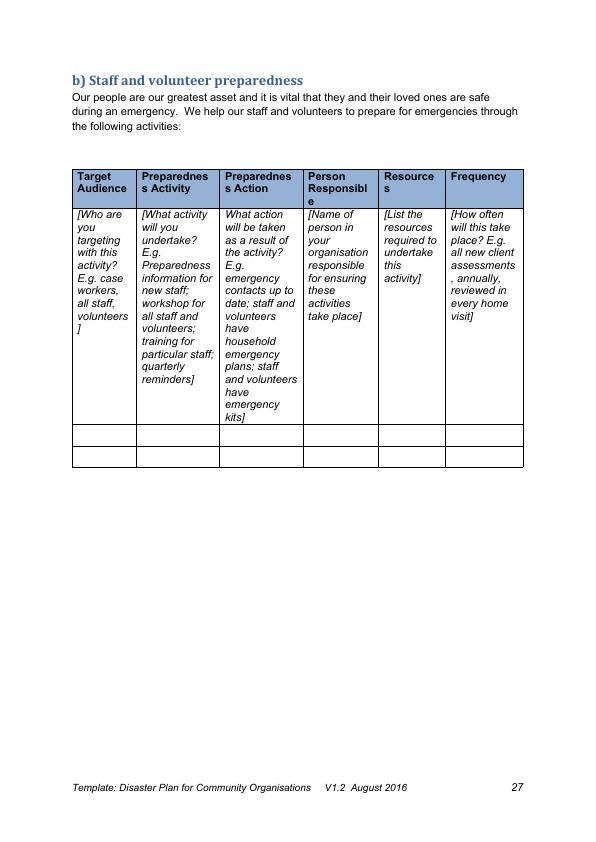 b) Staff and volunteer preparedness
Our people are our greatest asset and it is vital that they and their loved ones are safe
during an emergency.  We help our staff and volunteers to prepare for emergencies through
the following activities:
Target
Audience
Preparednes
s Activity
Preparednes
s Action
Person
Responsibl
e
Resource
s
Frequency
[Who are
you
targeting
with this
activity?
E.g. case
workers,
all staff,
volunteers
]
[What activity
will you
undertake?
E.g.
Preparedness
information for
new staff;
workshop for
all staff and
volunteers;
training for
particular staff;
quarterly
reminders]
What action
will be taken
as a result of
the activity?
E.g.
emergency
contacts up to
date; staff and
volunteers
have
household
emergency
plans; staff
and volunteers
have
emergency
kits]
[Name of
person in
your
organisation
responsible
for ensuring
these
activities
take place]
[List the
resources
required to
undertake
this
activity]
[How often
will this take
place? E.g.
all new client
assessments
, annually,
reviewed in
every home
visit]
Template: Disaster Plan for Community Organisations    V1.2  August 2016    27